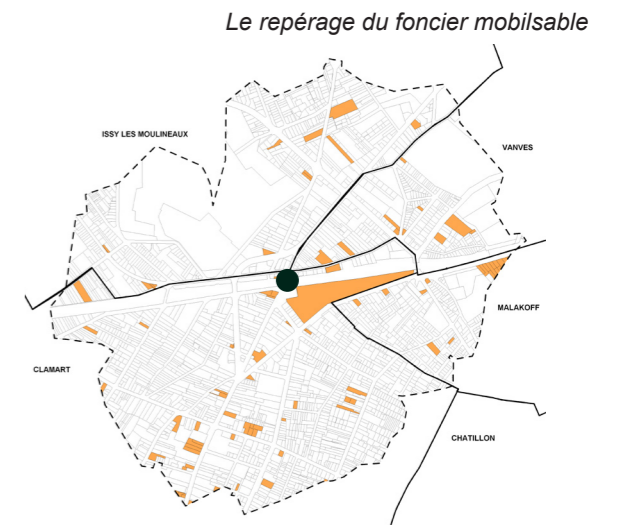 Le repérage du foncier mobilsable
ISSY LES MOULINEAUX
VANVES
MALAKOFF
CLAMART
CHATILLON